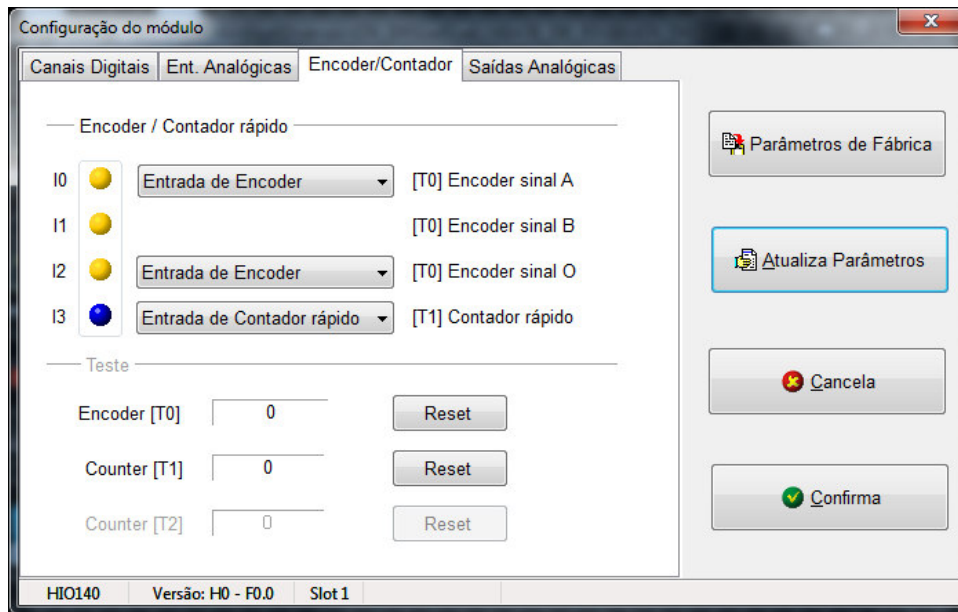 Configuração do módulo
Canais Digitais Ent. Analógicas Encoder/Contador Saídas Analógicas
Encoder / Contador rápido
I0 Entrada de Encoder [T0] Encoder sinal A
I1 [T0] Encoder sinal B
I2 Entrada de Encoder [T0] Encoder sinal O
I3 Entrada de Contador rápido [T1] Contador rápido
Teste
Encoder [T0] 0 Reset
Counter [T1] 0 Reset
Counter [T2] 0 Reset
Parâmetros de Fábrica
Atualiza Parâmetros
Cancela
Confirma
HIO140 Versão: H0 - F0.0 Slot 1